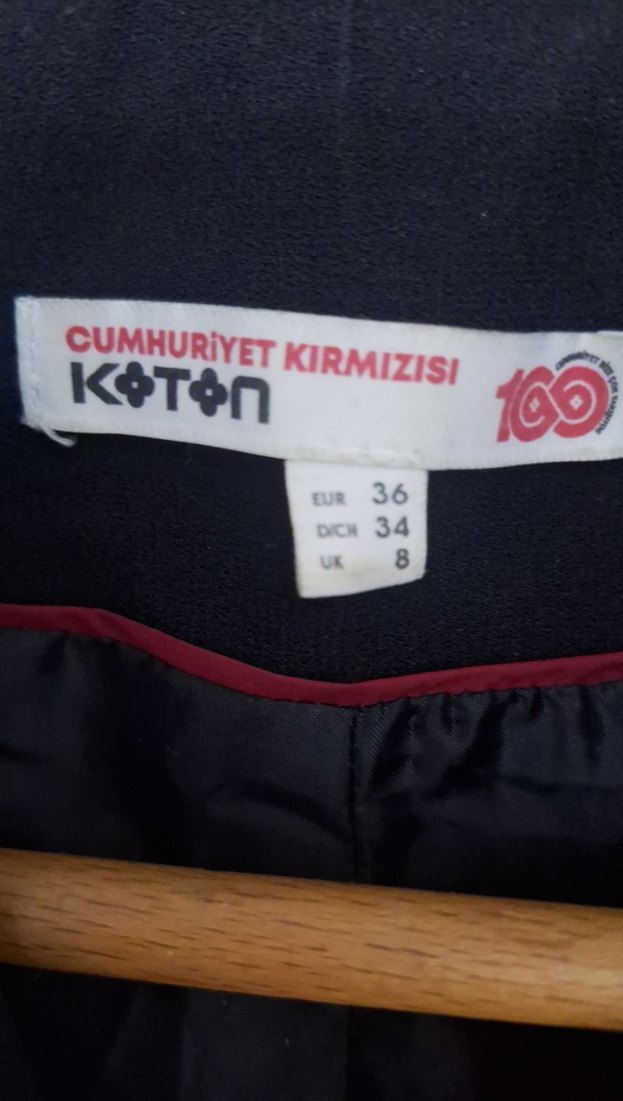 CUMHURİYET KIRMIZISI
KOTON
100
EUR 36
D/CH 34
UK 8